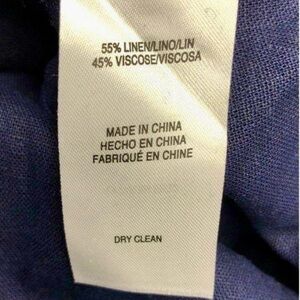 55% LINEN/LINO/LIN
45% VISCOSE/VISCOSA
MADE IN CHINA
HECHO EN CHINA
FABRIQUÉ EN CHINE
DRY CLEAN